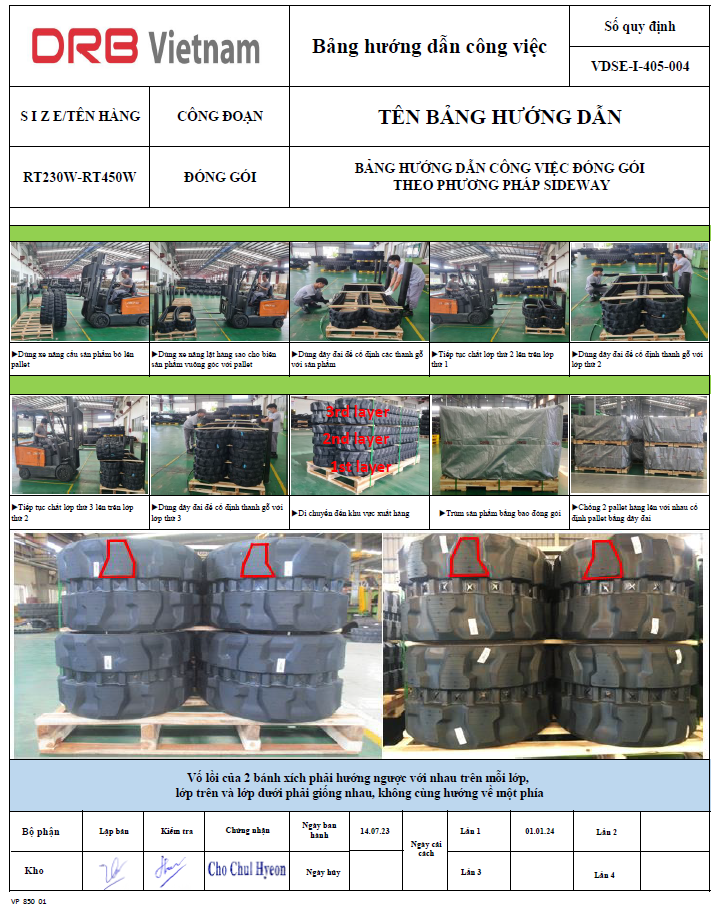 DRB Vietnam
Bảng hướng dẫn công việc
Số quy định
VDSE-I-405-004
S I Z E/TÊN HÀNG
CÔNG ĐOẠN
TÊN BẢNG HƯỚNG DẪN
RT230W-RT450W
ĐÓNG GÓI
BẢNG HƯỚNG DẪN CÔNG VIỆC ĐÓNG GÓI
THEO PHƯƠNG PHÁP SIDEWAY
▶Dùng xe nâng cẩu sản phẩm bỏ lên
pallet
▶Dùng xe nâng lật hàng sao cho biên
sản phẩm vuông góc với pallet
▶Dùng dây đai để cố định các thanh gỗ
với sản phẩm
▶Tiếp tục chất lớp thứ 2 lên trên lớp
thứ 1
▶Dùng dây đai để cố định thanh gỗ với
lớp thứ 2
3rd layer
2nd layer
1st layer
▶Tiếp tục chất lớp thứ 3 lên trên lớp
thứ 2
▶Dùng dây đai để cố định thanh gỗ với
lớp thứ 3
▶Di chuyển đến khu vực xuất hàng
▶Trùm sản phẩm bằng bao đóng gói
▶Chồng 2 pallet hàng lên với nhau cố
định pallet bằng dây đai
Vố lồi của 2 bánh xích phải hướng ngược với nhau trên mỗi lớp,
lớp trên và lớp dưới phải giống nhau, không cùng hướng về một phía
Bộ phận
Lập bản
Kiểm tra
Chứng nhận
Ngày ban
hành
14.07.23
Ngày cải
cách
Lần 1
01.01.24
Lần 2
Kho
Cho Chul Hyeon
Ngày hủy
Lần 3
Lần 4
VP_850_01